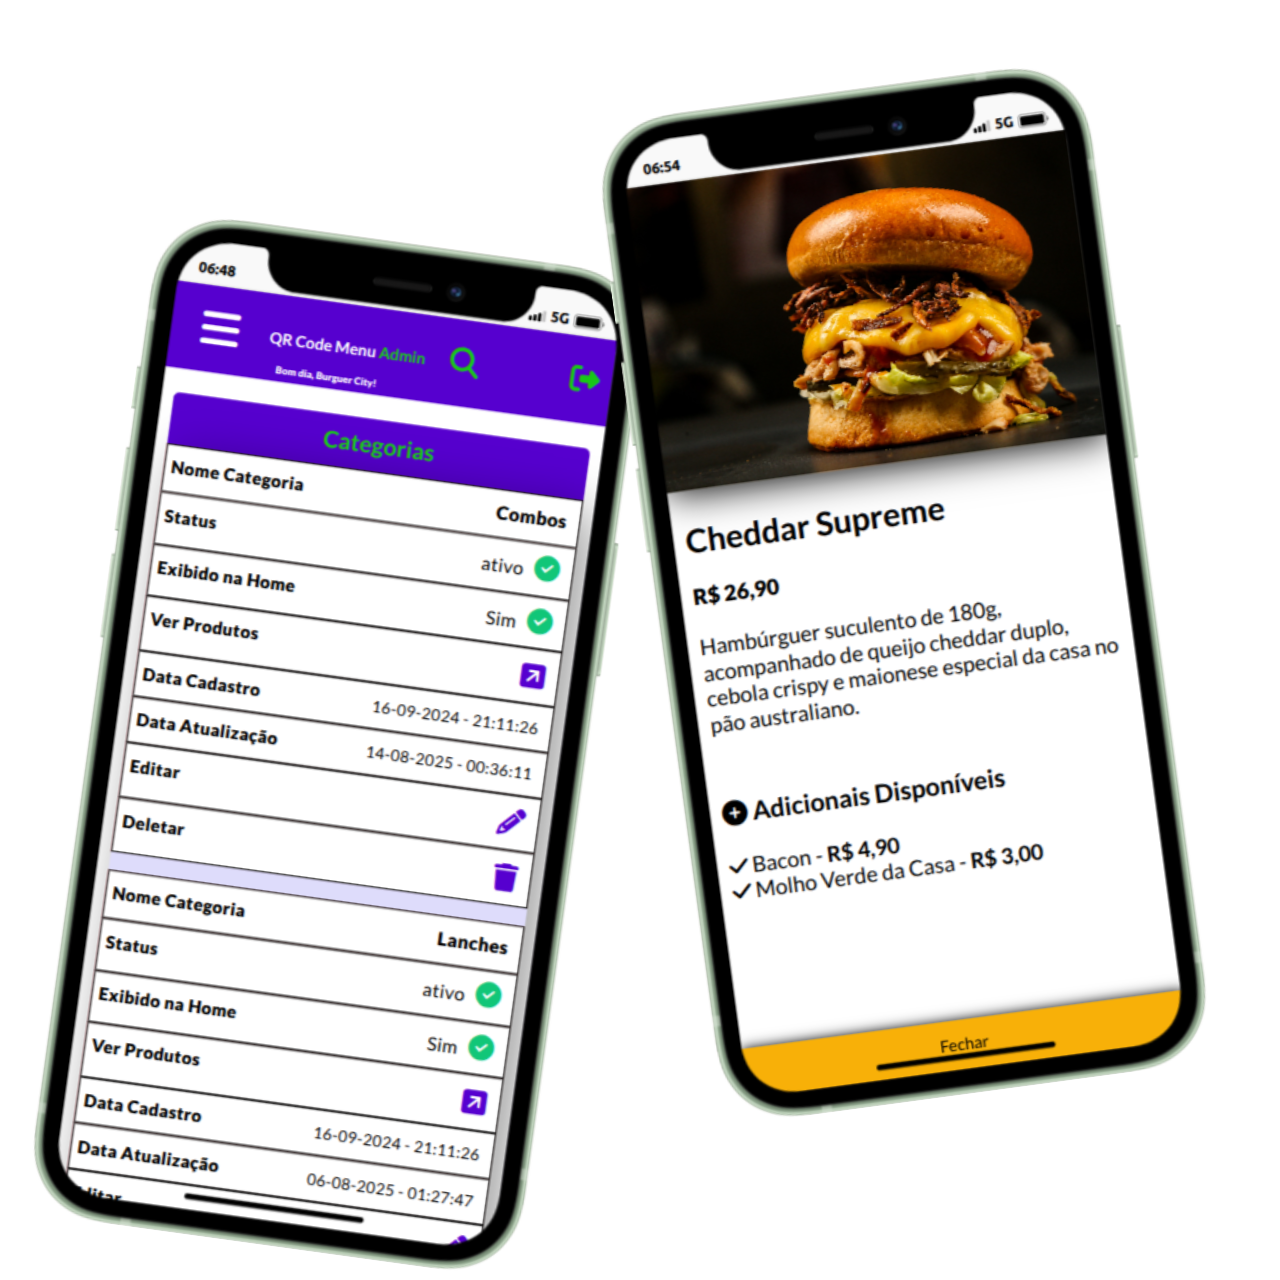 06:48
5G
QR Code Menu Admin
Bom dia, Burguer City!
Categorias
Nome Categoria
Combos
Status
ativo
Exibido na Home
Sim
Ver Produtos
Data Cadastro
16-09-2024 - 21:11:26
Data Atualização
14-08-2025 - 00:36:11
Editar
Deletar
Nome Categoria
Lanches
Status
ativo
Exibido na Home
Sim
Ver Produtos
Data Cadastro
16-09-2024 - 21:11:26
Data Atualização
06-08-2025 - 01:27:47
Editar
06:54
5G
Cheddar Supreme
R$ 26,90
Hambúrguer suculento de 180g,
acompanhado de queijo cheddar duplo,
cebola crispy e maionese especial da casa no
pão australiano.
Adicionais Disponíveis
Bacon - R$ 4,90
Molho Verde da Casa - R$ 3,00
Fechar